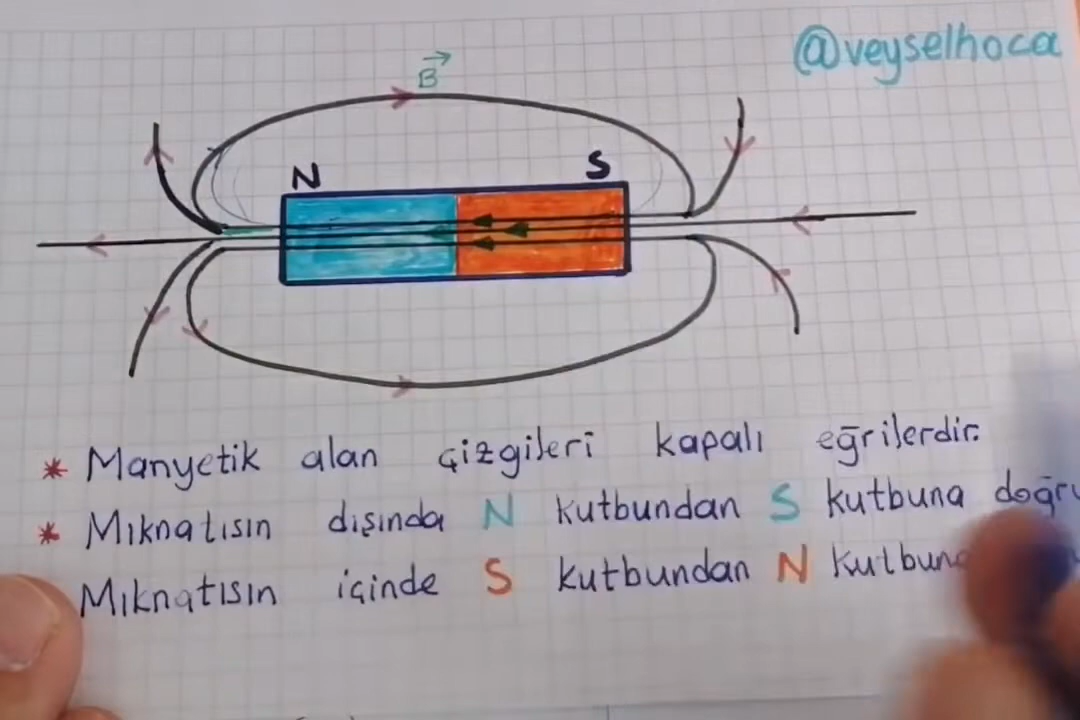 @veyselhoca
B
N S
* Manyetik alan çizgileri kapalı eğrilerdir.
* Mıknatısın dışında N kutbundan S kutbuna
Mıknatısın içinde S kutbundan N